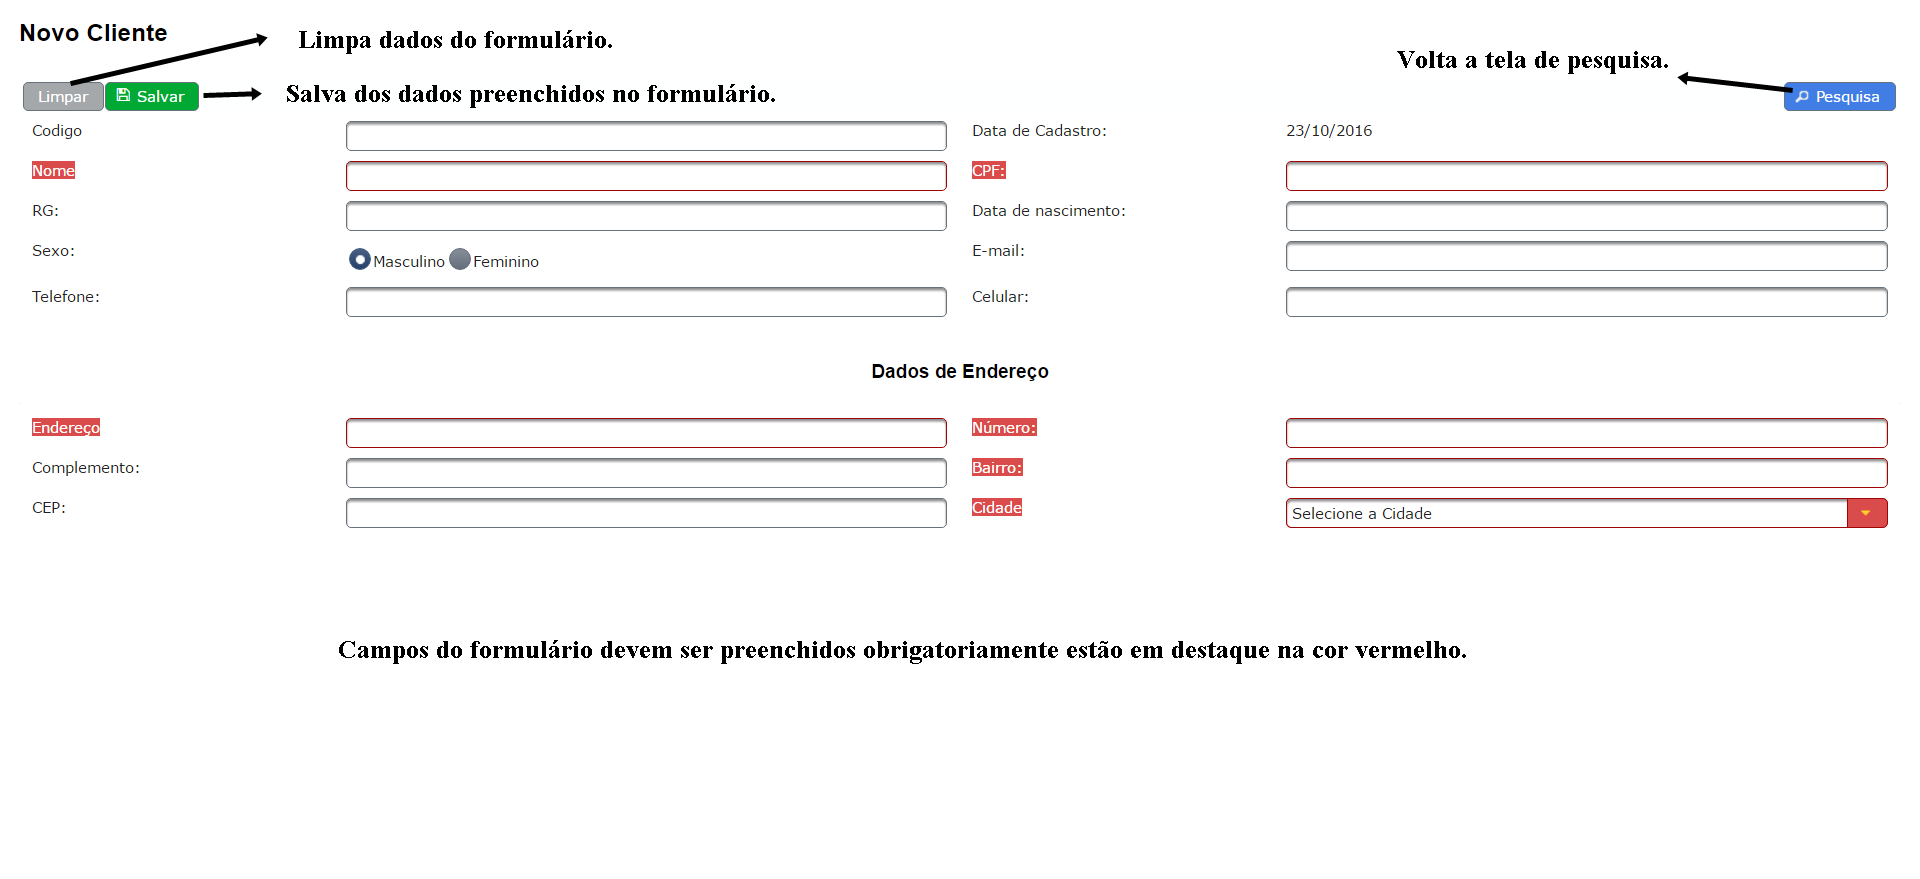 Novo Cliente
Limpa dados do formulário.
Volta a tela de pesquisa.
Limpar Salvar Salva dos dados preenchidos no formulário. Pesquisa
Codigo Data de Cadastro: 23/10/2016
Nome CPF:
RG: Data de nascimento:
Sexo: Masculino Feminino E-mail:
Telefone: Celular:
Dados de Endereço
Endereço Número:
Complemento: Bairro:
CEP: Cidade Selecione a Cidade
Campos do formulário devem ser preenchidos obrigatoriamente estão em destaque na cor vermelho.